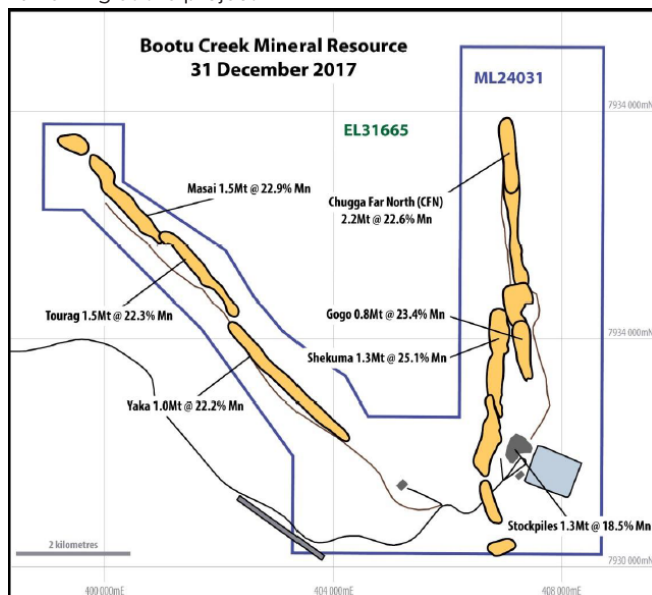 Bootu Creek Mineral Resource
31 December 2017
ML24031
7934 000mN
EL31665
Masai 1.5Mt @ 22.9% Mn
Chugga Far North (CFN)
2.2Mt @ 22.6% Mn
Tourag 1.5Mt @ 22.3% Mn
Gogo 0.8Mt @ 23.4% Mn
7934 000mN
Shekuma 1.3Mt @ 25.1% Mn
Yaka 1.0Mt @ 22.2% Mn
Stockpiles 1.3Mt @ 18.5% Mn
2 kilometres
7930 000mN
400 000mE
404 000mE
408 000mE